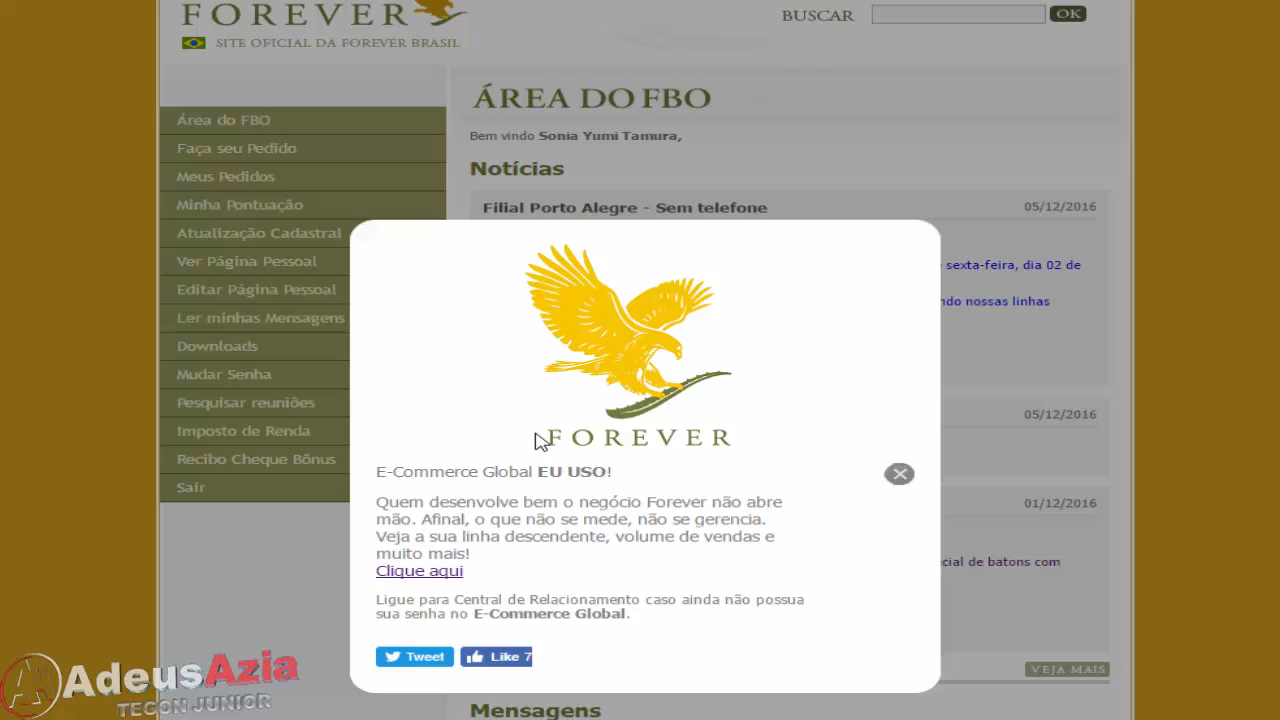 FOREVER
SITE OFICIAL DA FOREVER BRASIL
BUSCAR
OK
Área do FBO
Faça seu Pedido
Meus Pedidos
Minha Pontuação
Atualização Cadastral
Ver Página Pessoal
Editar Página Pessoal
Ler minhas Mensagens
Downloads
Mudar Senha
Pesquisar reuniões
Imposto de Renda
Recibo Cheque Bônus
Sair
ÁREA DO FBO
Bem vindo Sonia Yumi Tamura,
Notícias
Filial Porto Alegre - Sem telefone
05/12/2016
sexta-feira, dia 02 de
nossas linhas
05/12/2016
01/12/2016
de batons com
VEJA MAIS
Mensagens
FOREVER
E-Commerce Global EU USO!
Quem desenvolve bem o negócio Forever não abre
mão. Afinal, o que não se mede, não se gerencia.
Veja a sua linha descendente, volume de vendas e
muito mais!
Clique aqui
Ligue para Central de Relacionamento caso ainda não possua
sua senha no E-Commerce Global.
Tweet
Like 7
AdeusAzia
TECON JUNIOR